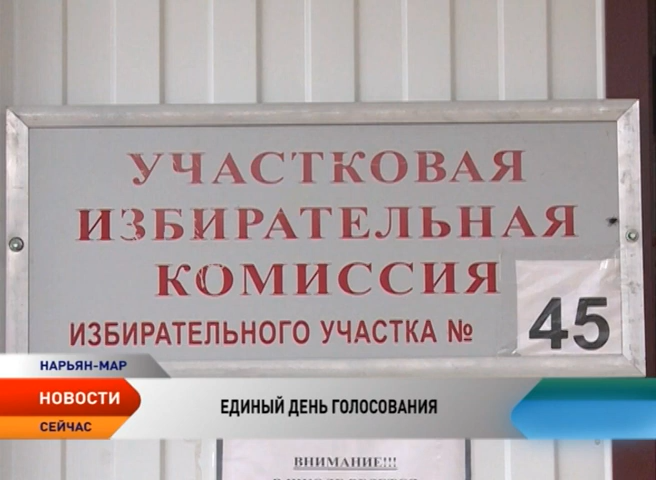 УЧАСТКОВАЯ
ИЗБИРАТЕЛЬНАЯ
КОМИССИЯ
ИЗБИРАТЕЛЬНОГО УЧАСТКА № 45
НАРЬЯН-МАР
НОВОСТИ
СЕЙЧАС
ЕДИНЫЙ ДЕНЬ ГОЛОСОВАНИЯ
ВНИМАНИЕ!!!